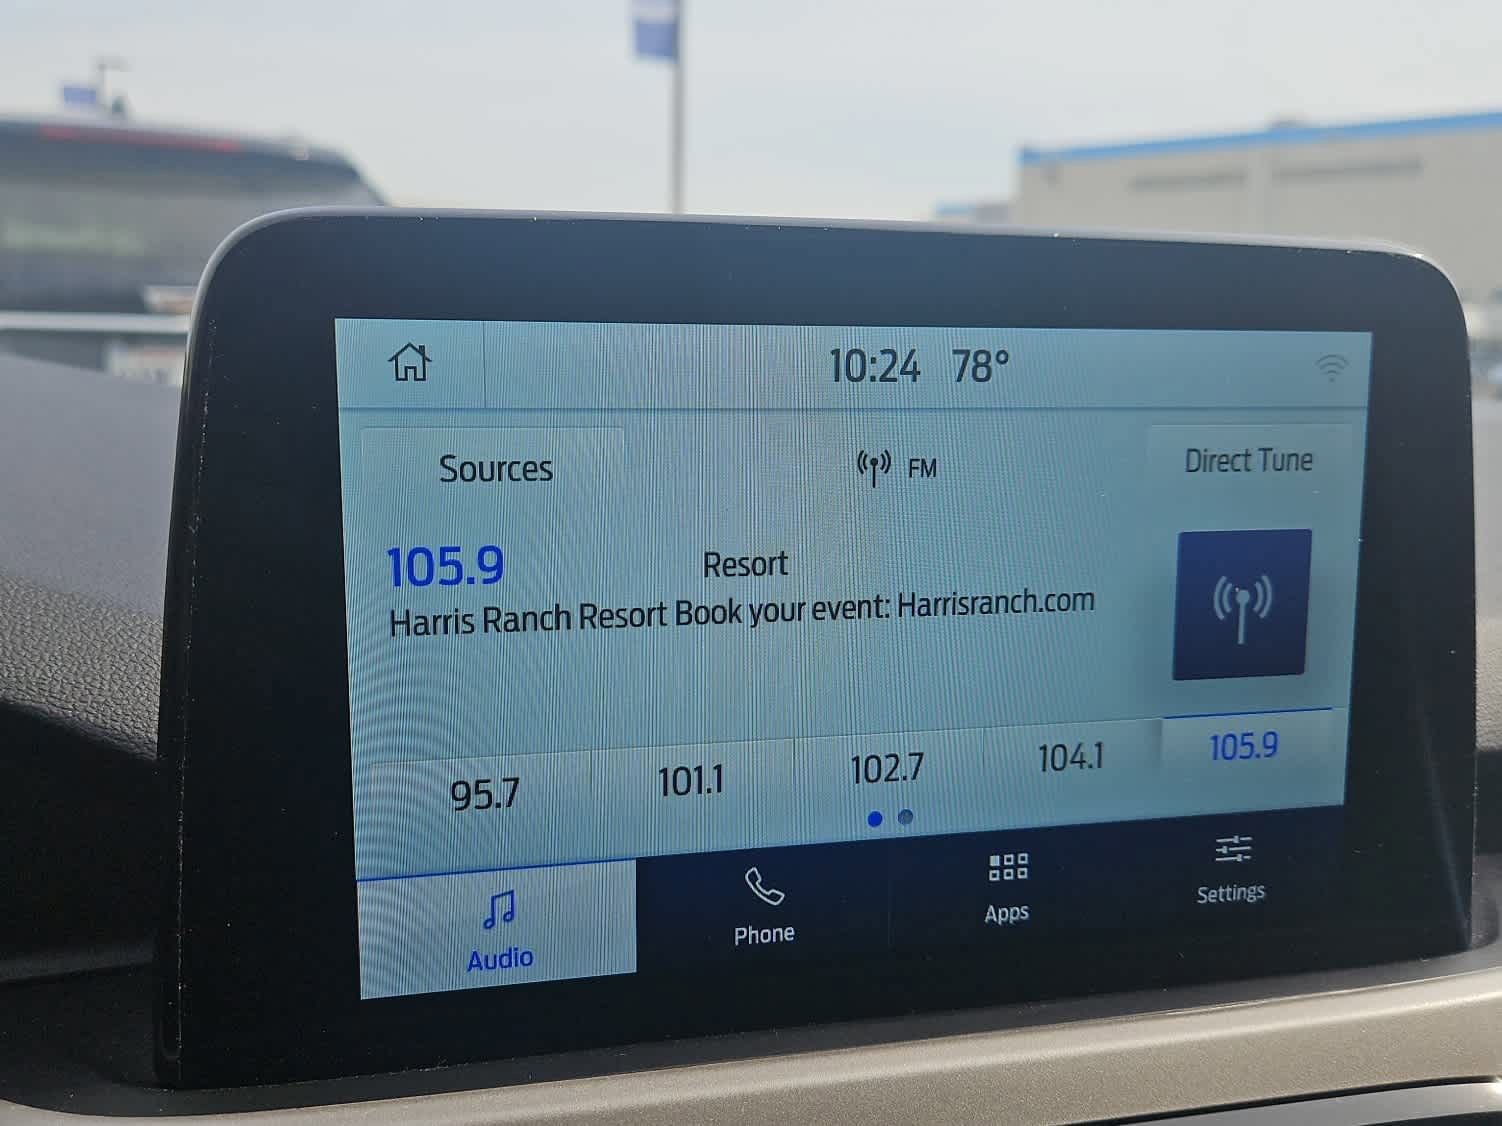 10:24 78°
Sources
FM
Direct Tune
105.9
Resort
Harris Ranch Resort Book your event: Harrisranch.com
95.7
101.1
102.7
104.1
105.9
Audio
Phone
Apps
Settings